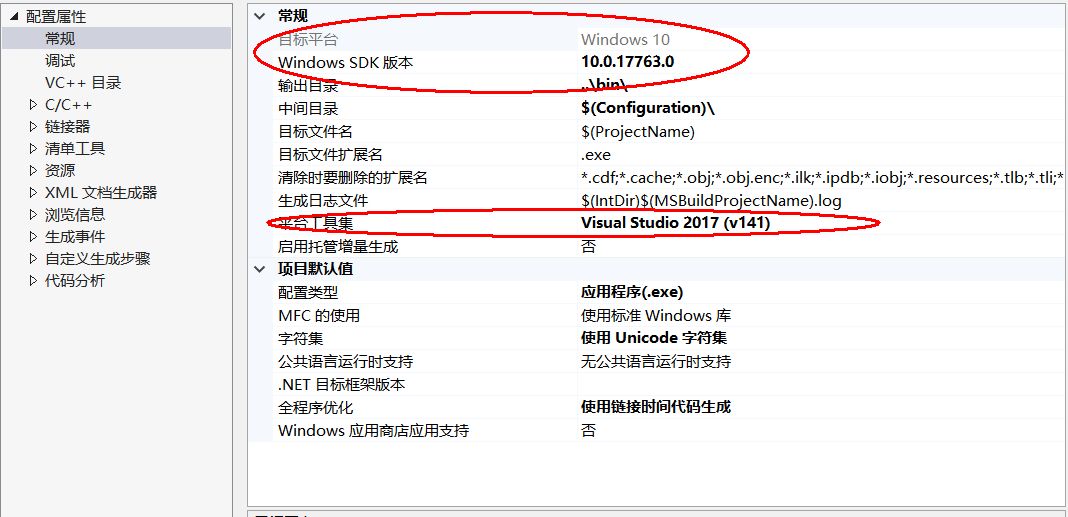 配置属性
常规
调试
VC++ 目录
C/C++
链接器
清单工具
资源
XML 文档生成器
浏览信息
生成事件
自定义生成步骤
代码分析
常规
目标平台 Windows 10
Windows SDK 版本 10.0.17763.0
输出目录 ..\bin\
中间目录 $(Configuration)\
目标文件名 $(ProjectName)
目标文件扩展名 .exe
清除时要删除的扩展名 *.cdf;*.cache;*.obj;*.obj.enc;*.ilk;*.ipdb;*.iobj;*.resources;*.tlb;*.tli;*
生成日志文件 $(IntDir)$(MSBuildProjectName).log
平台工具集 Visual Studio 2017 (v141)
启用托管增量生成 否
项目默认值
配置类型 应用程序(.exe)
MFC 的使用 使用标准 Windows 库
字符集 使用 Unicode 字符集
公共语言运行时支持 无公共语言运行时支持
.NET 目标框架版本
全程序优化 使用链接时间代码生成
Windows 应用商店应用支持 否